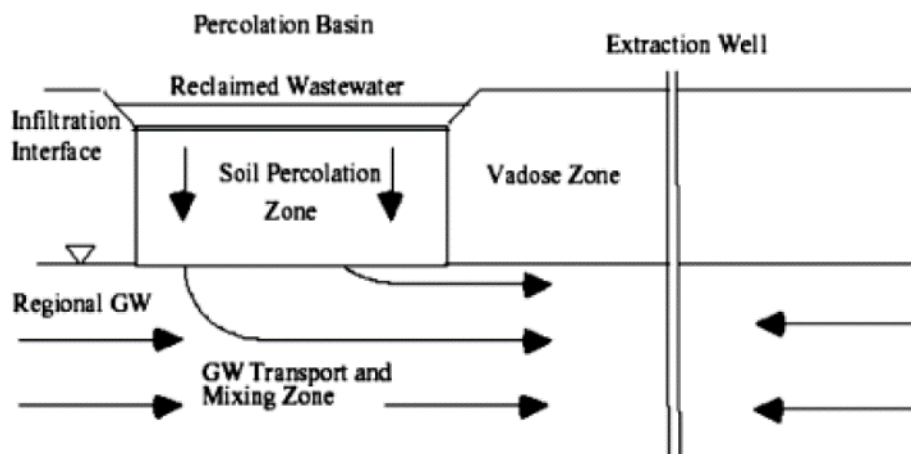 Percolation Basin
Extraction Well
Reclaimed Wastewater
Infiltration
Interface
Soil Percolation
Zone
Vadose Zone
Regional GW
GW Transport and
Mixing Zone